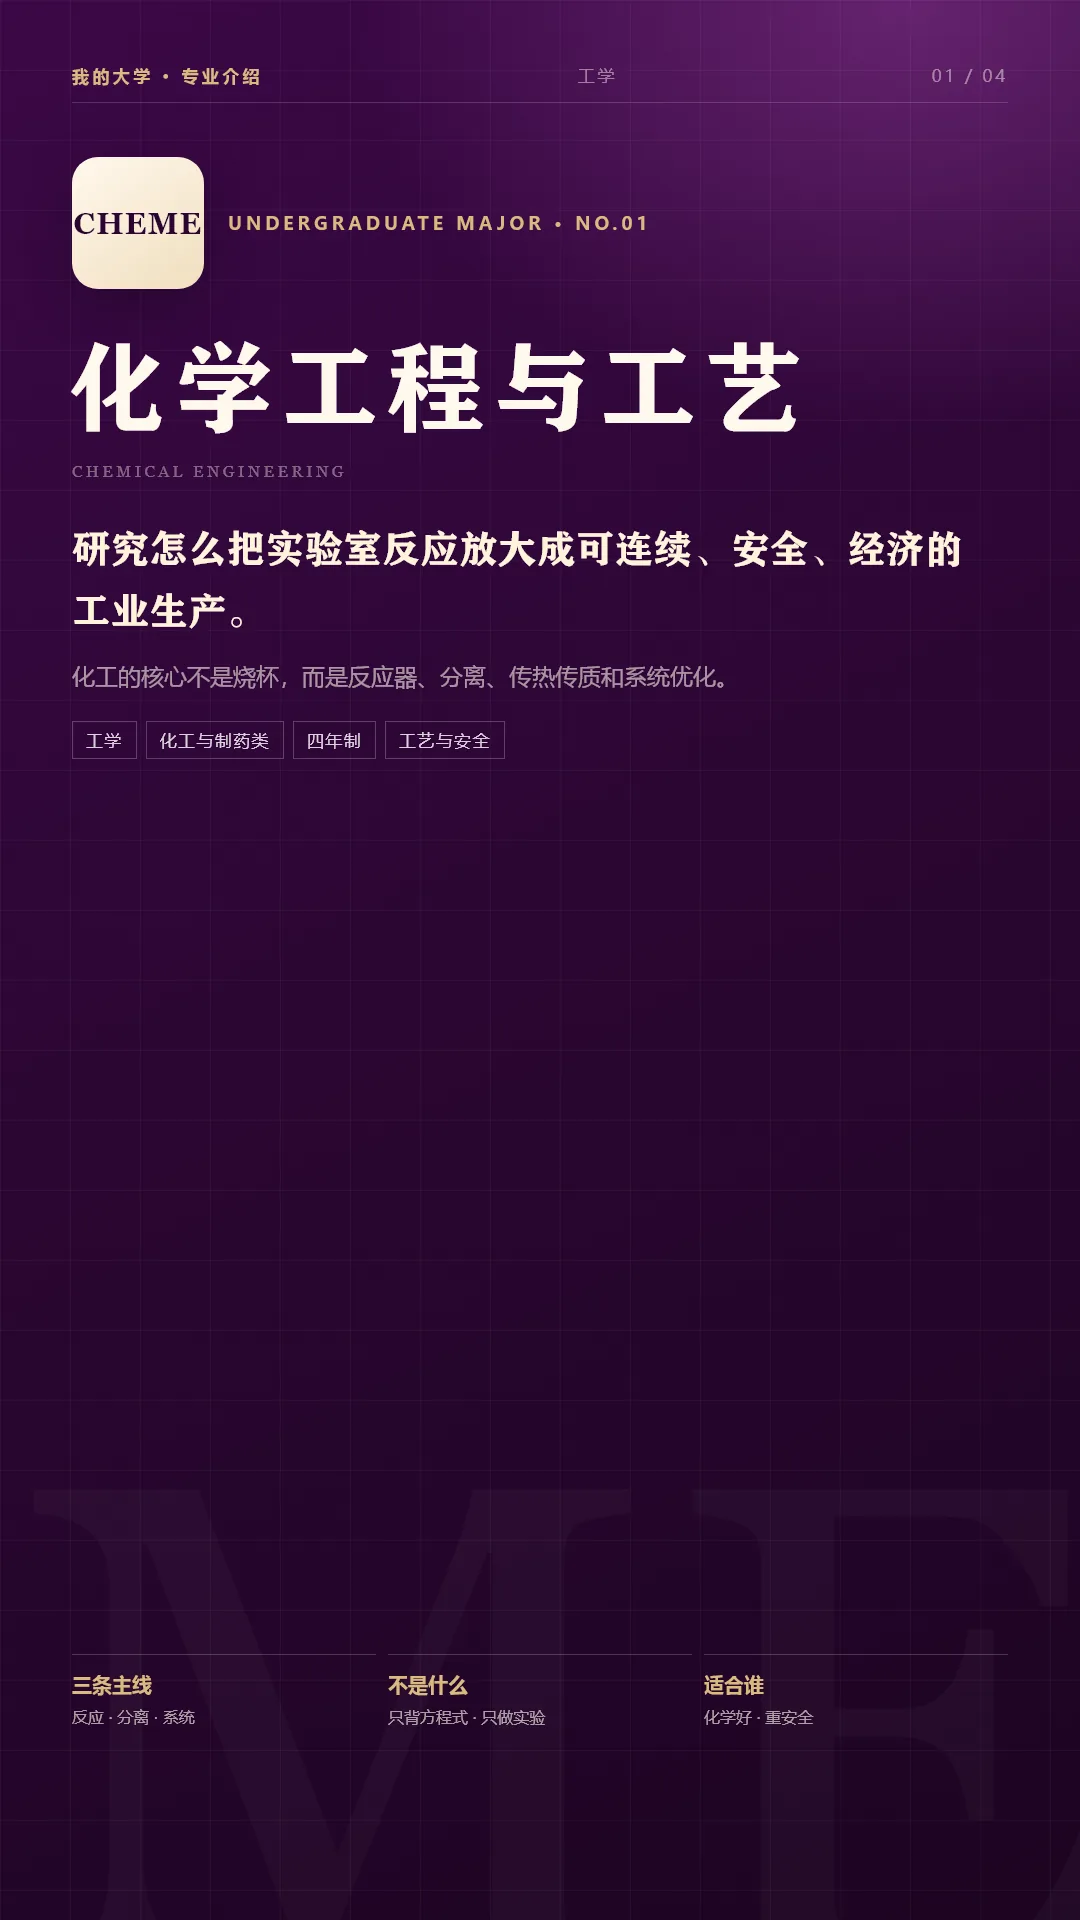 我的大学 • 专业介绍
工学
01 / 04
CHEME
UNDERGRADUATE MAJOR • NO.01
化学工程与工艺
CHEMICAL ENGINEERING
研究怎么把实验室反应放大成可连续、安全、经济的
工业生产。
化工的核心不是烧杯，而是反应器、分离、传热传质和系统优化。
工学
化工与制药类
四年制
工艺与安全
三条主线
反应 · 分离 · 系统
不是什么
只背方程式 · 只做实验
适合谁
化学好 · 重安全
ME